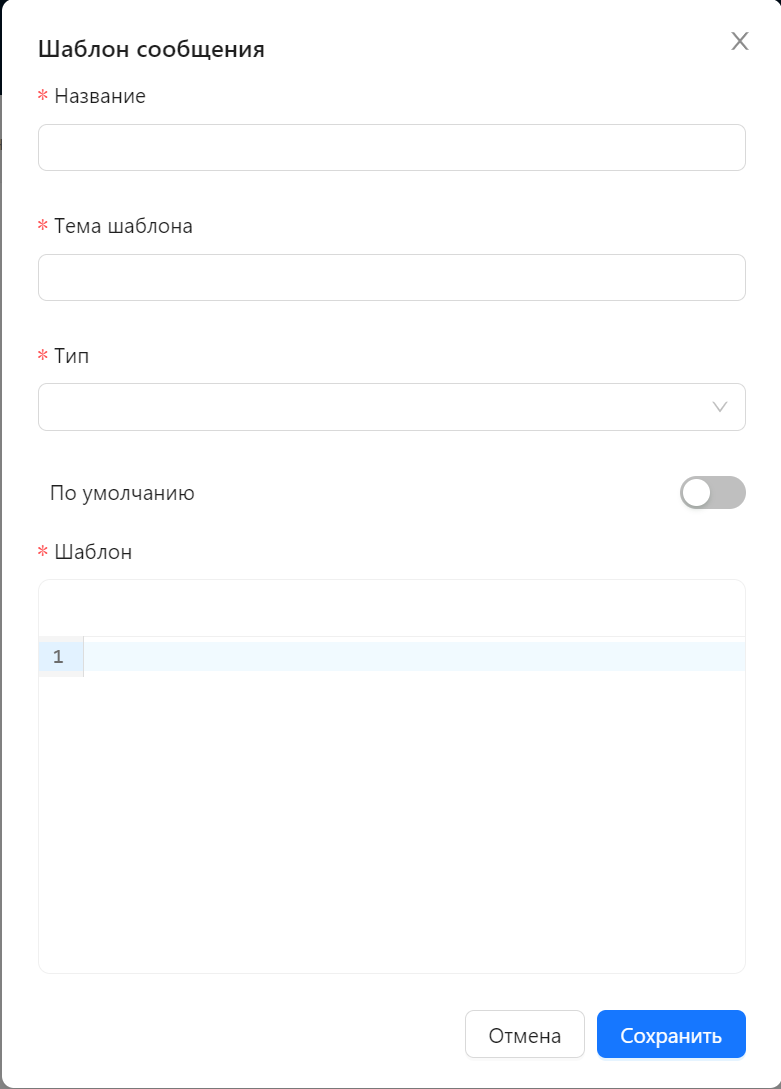 Шаблон сообщения
* Название
* Тема шаблона
* Тип
По умолчанию
* Шаблон
1
Отмена
Сохранить